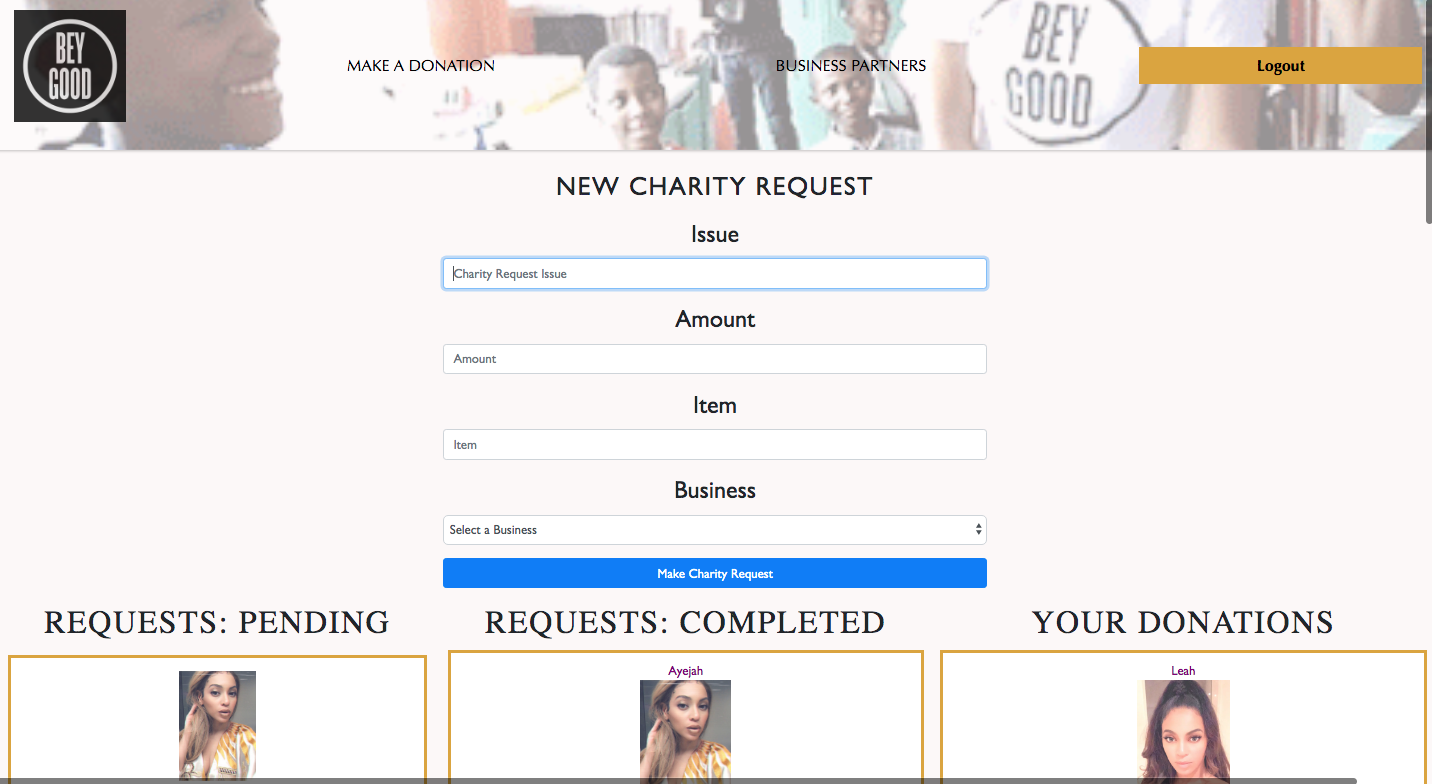 BEY
GOOD
MAKE A DONATION
BUSINESS PARTNERS
BEY
GOOD
Logout
NEW CHARITY REQUEST
Issue
Charity Request Issue
Amount
Amount
Item
Item
Business
Select a Business
Make Charity Request
REQUESTS: PENDING
REQUESTS: COMPLETED
YOUR DONATIONS
Ayejah
Leah